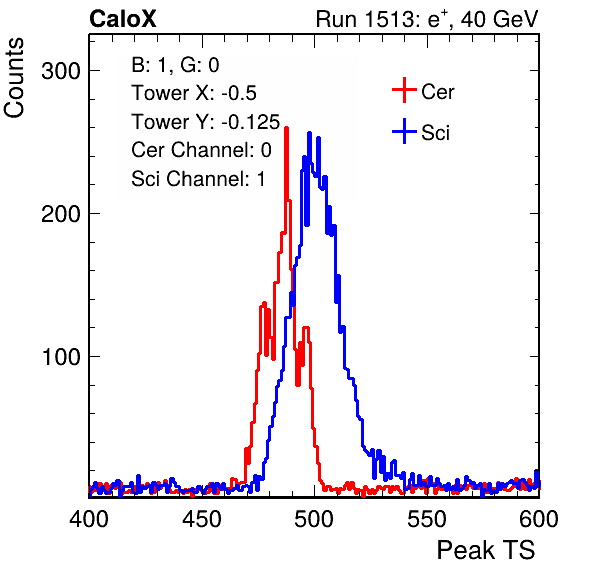 CaloX Run 1513: e+, 40 GeV
Counts
B: 1, G: 0
Tower X: -0.5
Tower Y: -0.125
Cer Channel: 0
Sci Channel: 1
Cer
Sci
300
200
100
400 450 500 550 600
Peak TS